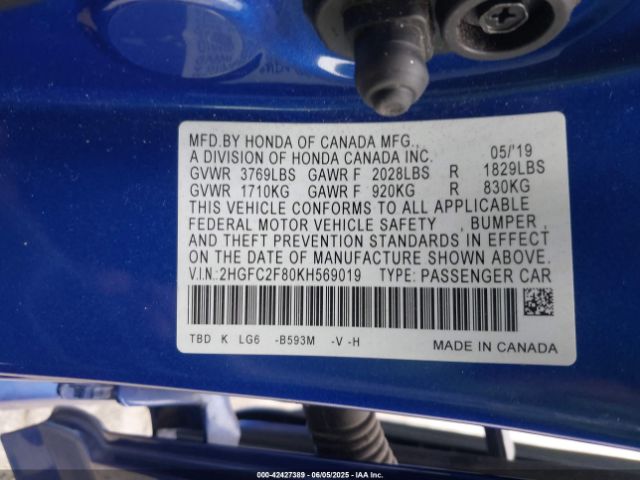 MFD.BY HONDA OF CANADA MFG.,
A DIVISION OF HONDA CANADA INC. 05/'19
GVWR 3769LBS GAWR F 2028LBS R 1829LBS
GVWR 1710KG GAWR F 920KG R 830KG
THIS VEHICLE CONFORMS TO ALL APPLICABLE
FEDERAL MOTOR VEHICLE SAFETY , BUMPER ,
AND THEFT PREVENTION STANDARDS IN EFFECT
ON THE DATE OF MANUFACTURE SHOWN ABOVE.
V.I.N.:2HGFC2F80KH569019 TYPE: PASSENGER CAR
TBD K LG6 -B593M -V -H
MADE IN CANADA
000-42427389 - 06/05/2025 - IAA Inc.